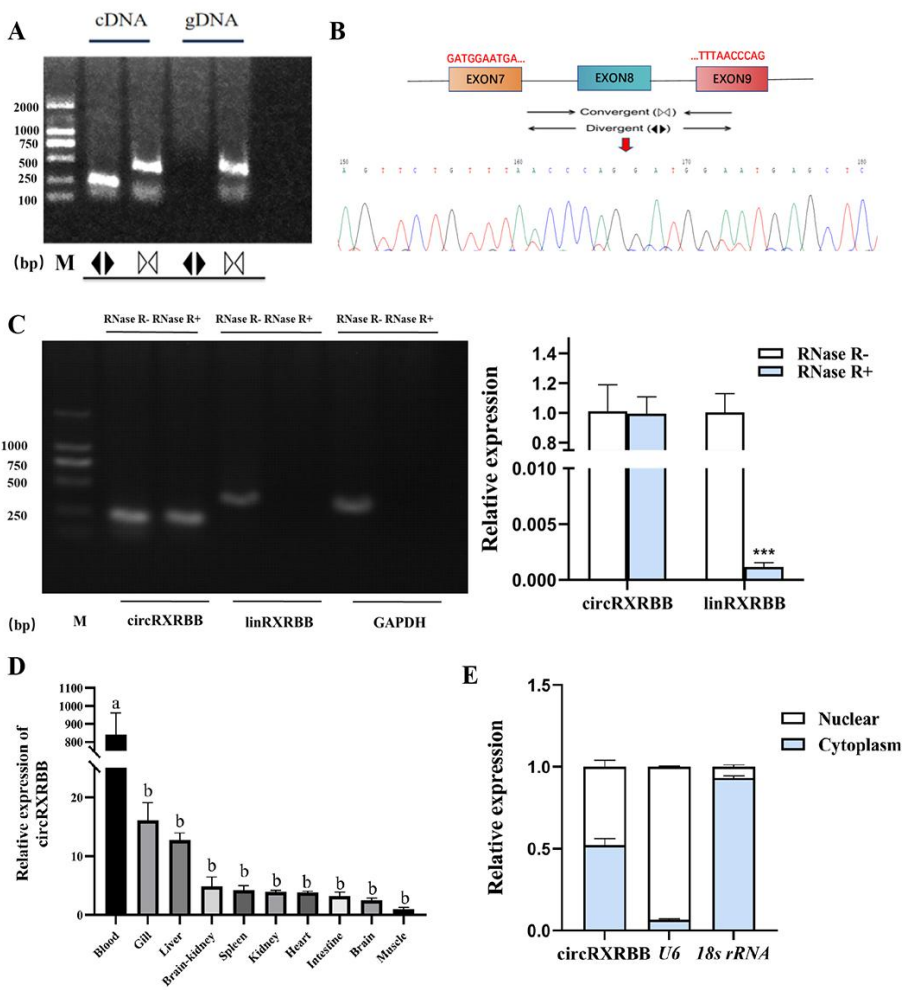 A
cDNA gDNA
2000
1000
750
500
250
100
(bp) M
B
GATGGAATGA... ...TTTAACCCAG
EXON7 EXON8 EXON9
Convergent
Divergent
150 160 170 180
A G T T C T G T T T A A C C C A G G A T G G A A T G A G C T C
C
RNase R- RNase R+ RNase R- RNase R+ RNase R- RNase R+
1000
750
500
250
(bp) M circRXRBB linRXRBB GAPDH
Relative expression
1.4
1.2
1.0
0.8
0.010
0.005
0.000
RNase R-
RNase R+
***
circRXRBB linRXRBB
D
Relative expression of
circRXRBB
1100
1000
900
800
20
10
0
a b b b b b b b b b
Blood Gill Liver Brain-kidney Spleen Kidney Heart Intestine Brain Muscle
E
Relative expression
1.5
1.0
0.5
0.0
Nuclear
Cytoplasm
circRXRBB U6 18s rRNA